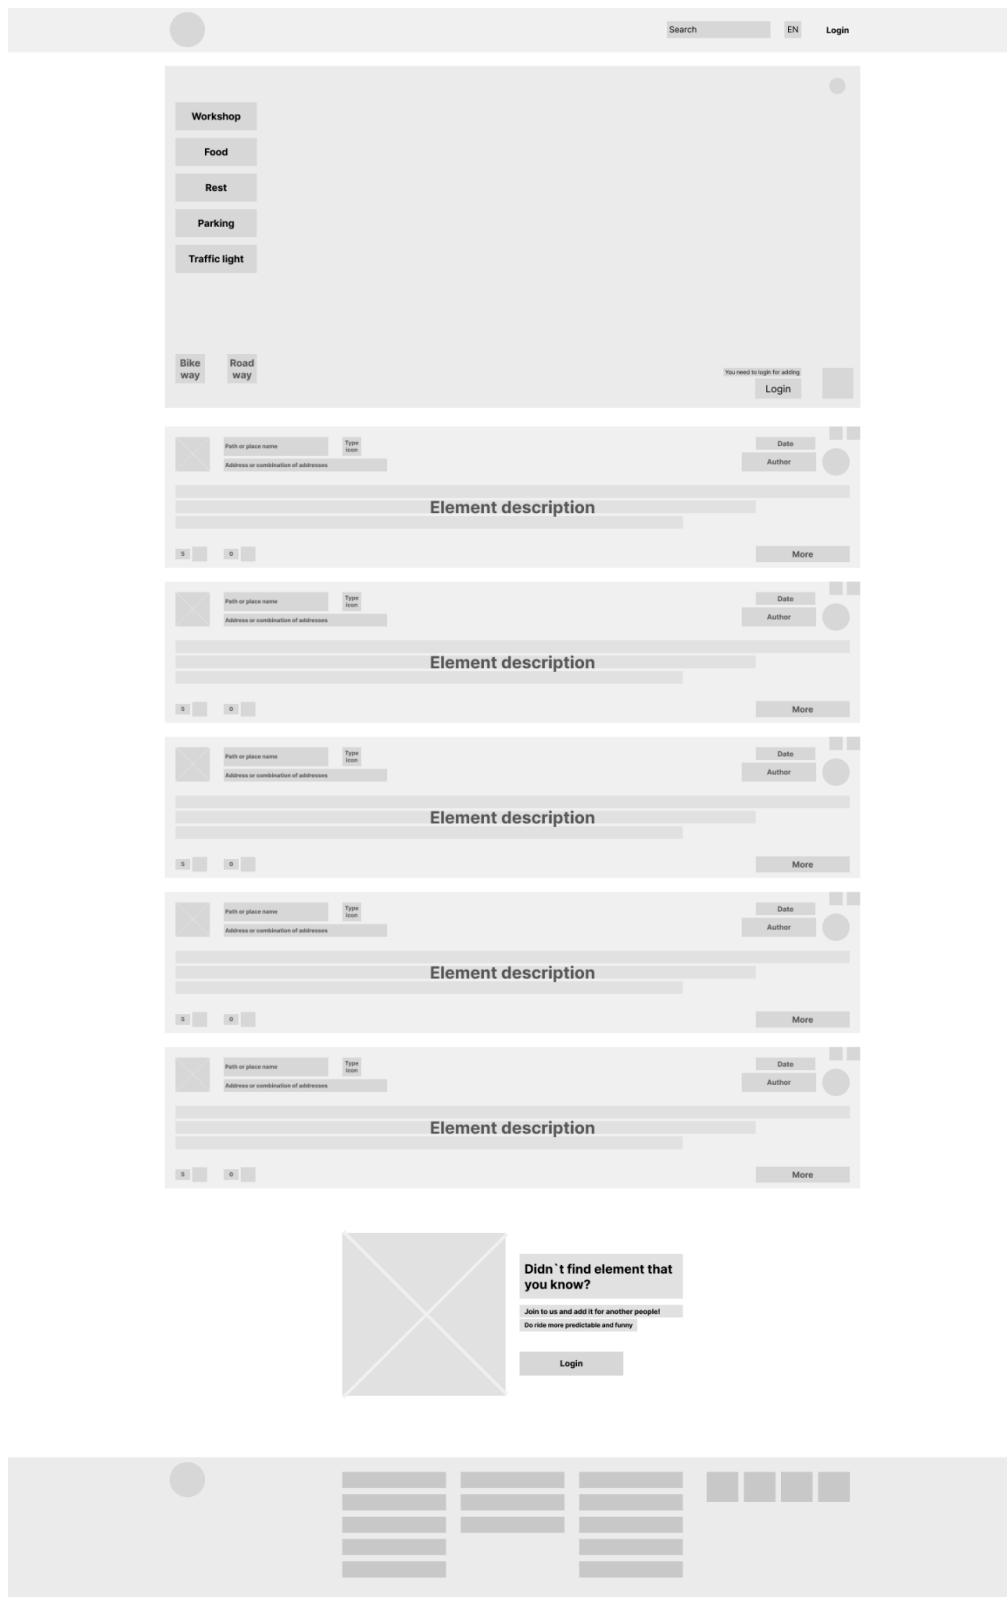 Search
EN
Login
Workshop
Food
Rest
Parking
Traffic light
Bike
way
Road
way
You need to login for adding
Login
Path or place name
Type
icon
Address or combination of addresses
Date
Author
Element description
5
0
More
Path or place name
Type
icon
Address or combination of addresses
Date
Author
Element description
5
0
More
Path or place name
Type
icon
Address or combination of addresses
Date
Author
Element description
5
0
More
Path or place name
Type
icon
Address or combination of addresses
Date
Author
Element description
5
0
More
Path or place name
Type
icon
Address or combination of addresses
Date
Author
Element description
5
0
More
Didn`t find element that
you know?
Join to us and add it for another people!
Do ride more predictable and funny
Login